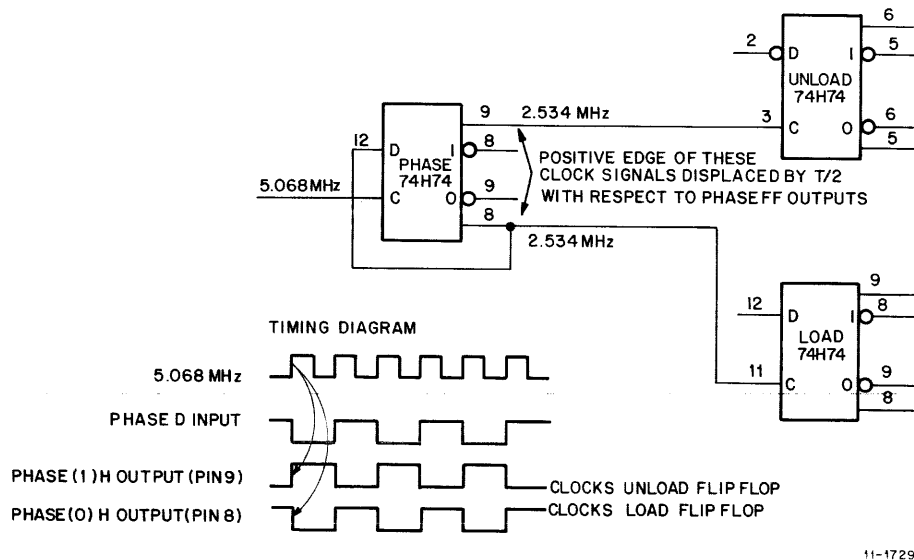 6
2
D
1
5
UNLOAD
74H74
9
2.534 MHz
3
C
0
6
5
12
D
1
8
PHASE
74H74
POSITIVE EDGE OF THESE
CLOCK SIGNALS DISPLACED BY T/2
WITH RESPECT TO PHASE FF OUTPUTS
5.068MHz
C
0
9
8
2.534 MHz
9
12
D
1
8
LOAD
74H74
11
C
0
9
8
TIMING DIAGRAM
5.068 MHz
PHASE D INPUT
PHASE (1) H OUTPUT (PIN 9)
CLOCKS UNLOAD FLIP FLOP
PHASE (0) H OUTPUT (PIN 8)
CLOCKS LOAD FLIP FLOP
11-1729